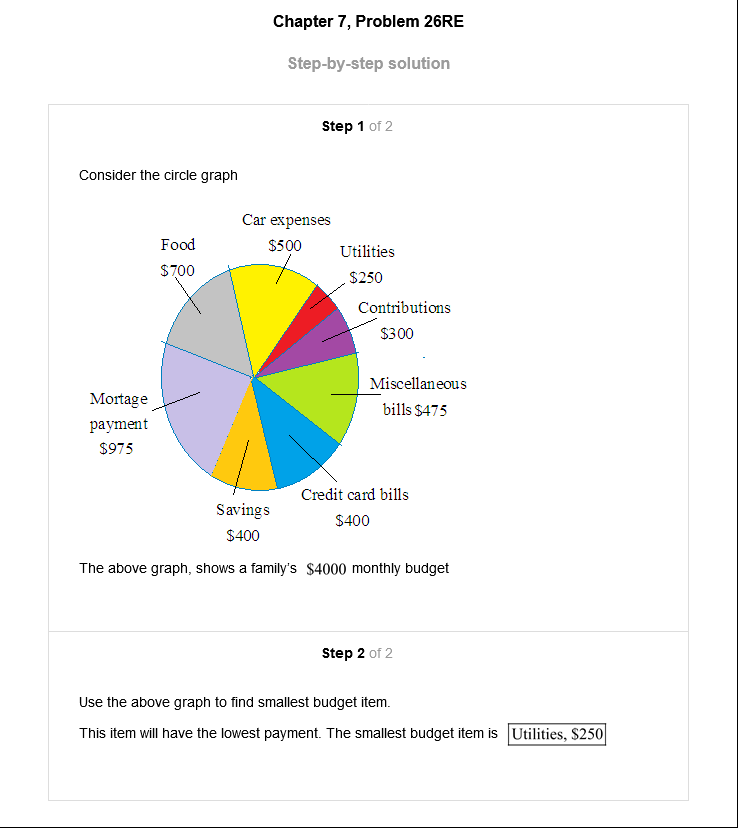 Chapter 7, Problem 26RE
Step-by-step solution
Step 1 of 2
Consider the circle graph
Car expenses
$500
Food
$700
Utilities
$250
Contributions
$300
Miscellaneous
bills $475
Mortage
payment
$975
Credit card bills
$400
Savings
$400
The above graph, shows a family's $4000 monthly budget
Step 2 of 2
Use the above graph to find smallest budget item.
This item will have the lowest payment. The smallest budget item is Utilities, $250